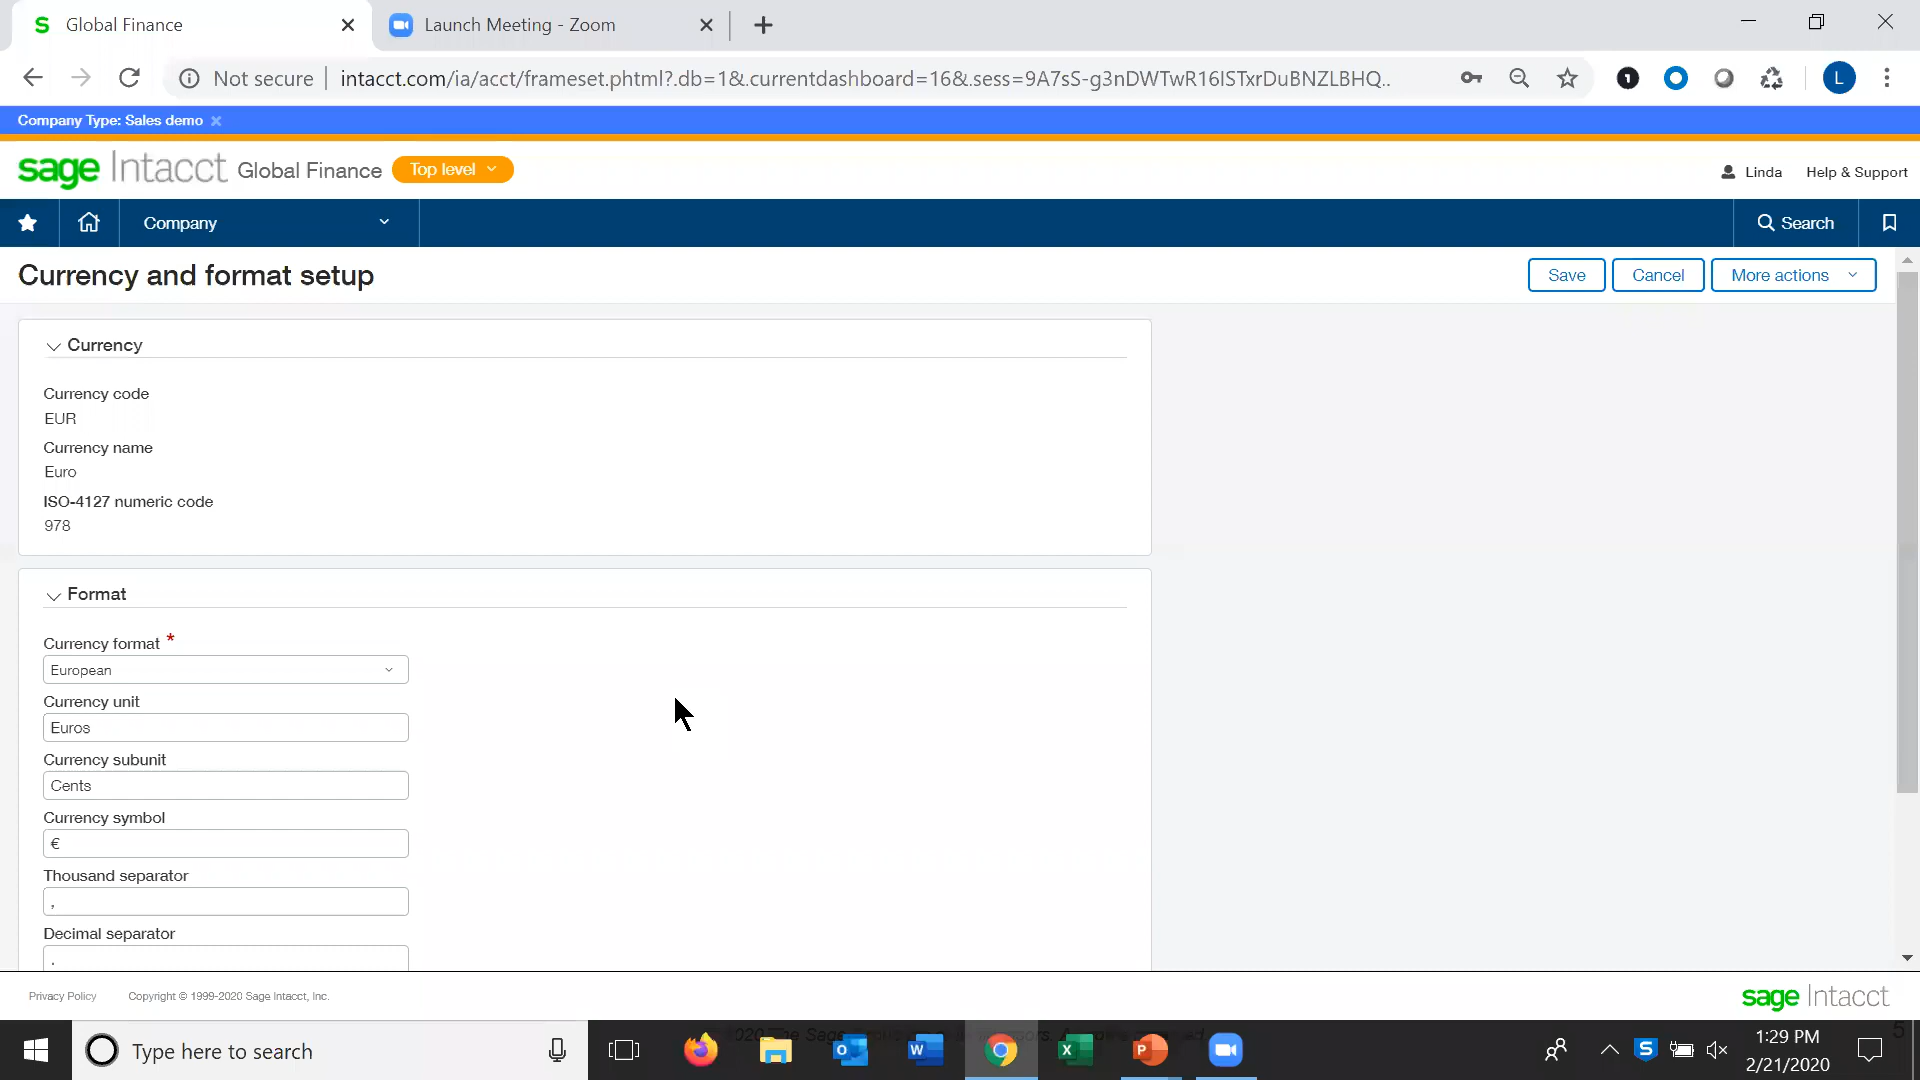 S Global Finance
Launch Meeting - Zoom
Not secure | intacct.com/ia/acct/frameset.phtml?.db=1&.currentdashboard=16&.sess=9A7sS-g3nDWTwR16ISTxrDuBNZLBHQ..
L
Company Type: Sales demo
sage Intacct Global Finance Top level
Linda Help & Support
Company
Search
Currency and format setup
Save Cancel More actions
Currency
Currency code
EUR
Currency name
Euro
ISO-4127 numeric code
978
Format
Currency format *
European
Currency unit
Euros
Currency subunit
Cents
Currency symbol
€
Thousand separator
,
Decimal separator
.
Privacy Policy Copyright © 1999-2020 Sage Intacct, Inc.
sage Intacct
Type here to search
1:29 PM
2/21/2020